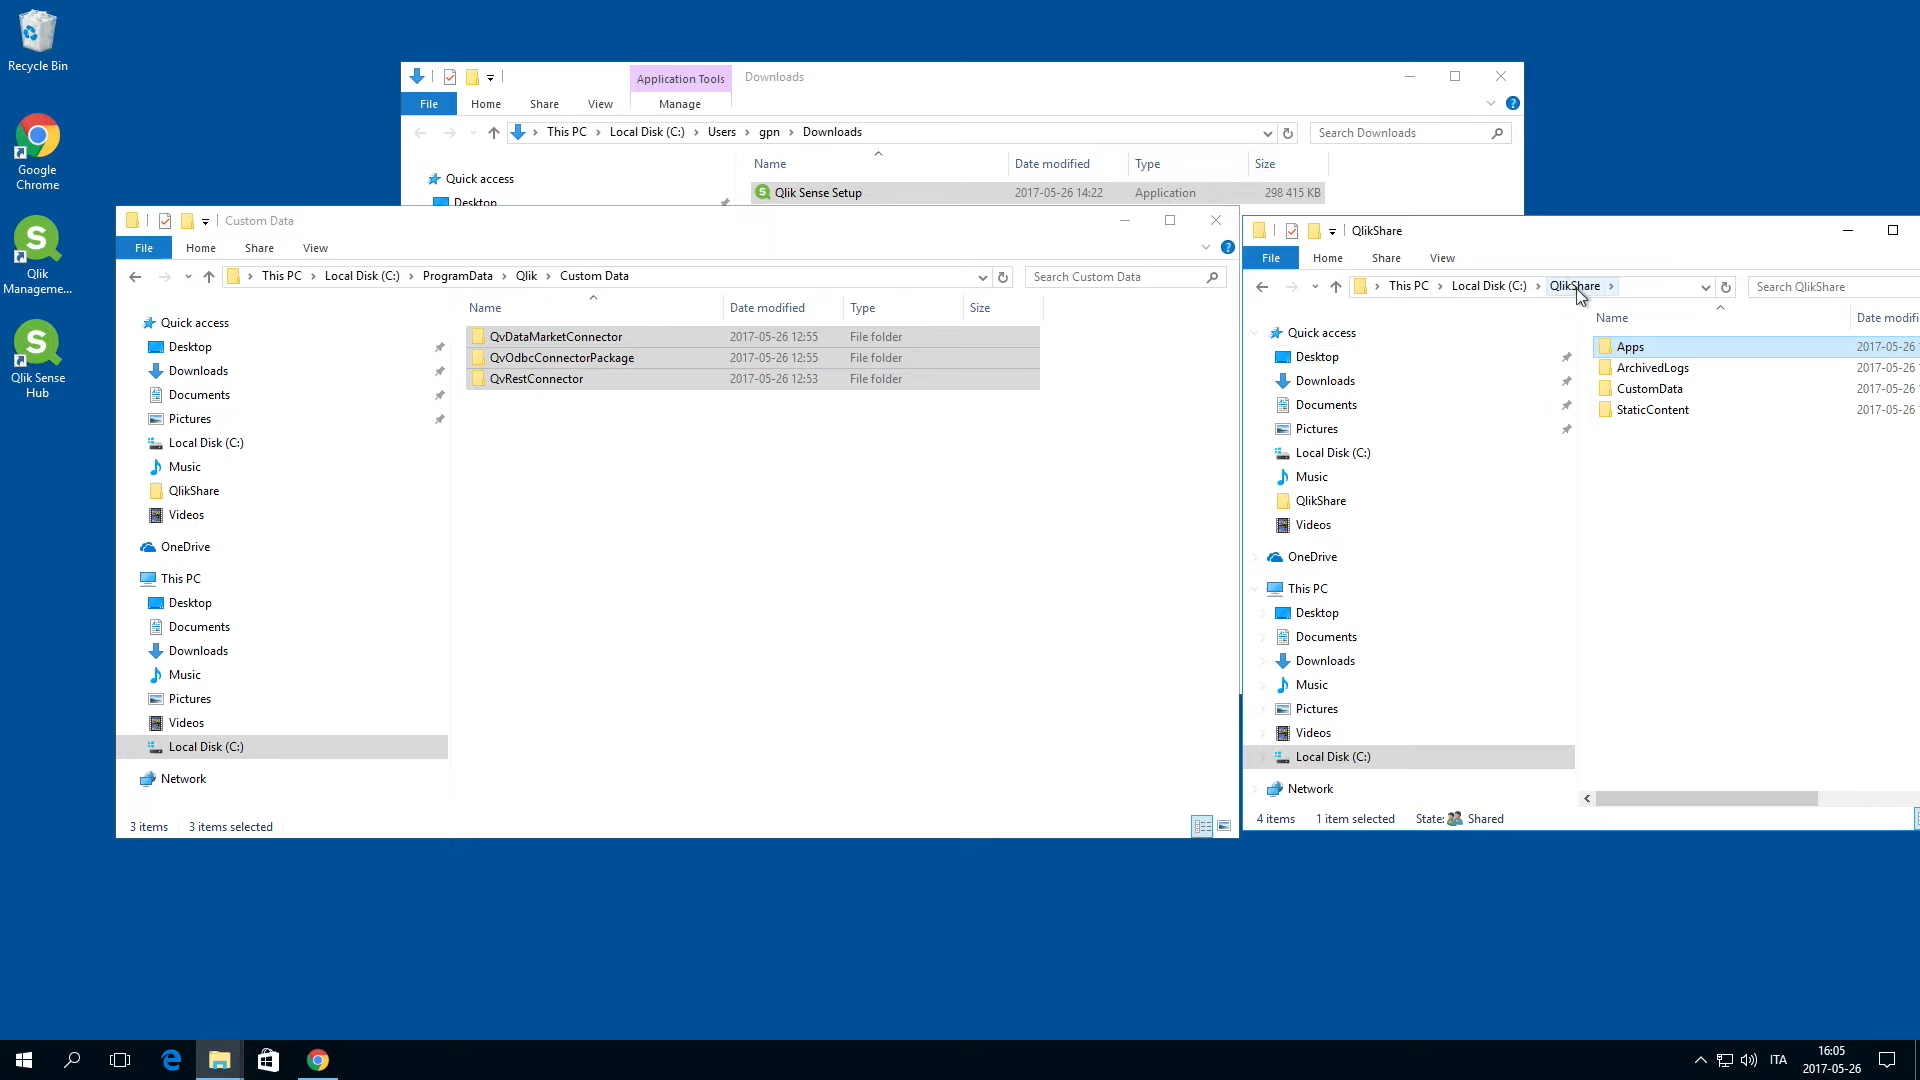 Recycle Bin
Google
Chrome
Qlik
Manageme...
Qlik Sense
Hub
Application Tools
Downloads
File
Home
Share
View
Manage
This PC
Local Disk (C:)
Users
gpn
Downloads
Search Downloads
Quick access
Desktop
Name
Date modified
Type
Size
Qlik Sense Setup
2017-05-26 14:22
Application
298 415 KB
Custom Data
File
Home
Share
View
This PC
Local Disk (C:)
ProgramData
Qlik
Custom Data
Search Custom Data
Quick access
Desktop
Downloads
Documents
Pictures
Local Disk (C:)
Music
QlikShare
Videos
OneDrive
This PC
Desktop
Documents
Downloads
Music
Pictures
Videos
Local Disk (C:)
Network
Name
Date modified
Type
Size
QvDataMarketConnector
2017-05-26 12:55
File folder
QvOdbcConnectorPackage
2017-05-26 12:55
File folder
QvRestConnector
2017-05-26 12:53
File folder
3 items
3 items selected
QlikShare
File
Home
Share
View
This PC
Local Disk (C:)
QlikShare
Search QlikShare
Quick access
Desktop
Downloads
Documents
Pictures
Local Disk (C:)
Music
QlikShare
Videos
OneDrive
This PC
Desktop
Documents
Downloads
Music
Pictures
Videos
Local Disk (C:)
Network
Name
Date modifi
Apps
2017-05-26
ArchivedLogs
2017-05-26
CustomData
2017-05-26
StaticContent
2017-05-26
4 items
1 item selected
State:
Shared
ITA
16:05
2017-05-26